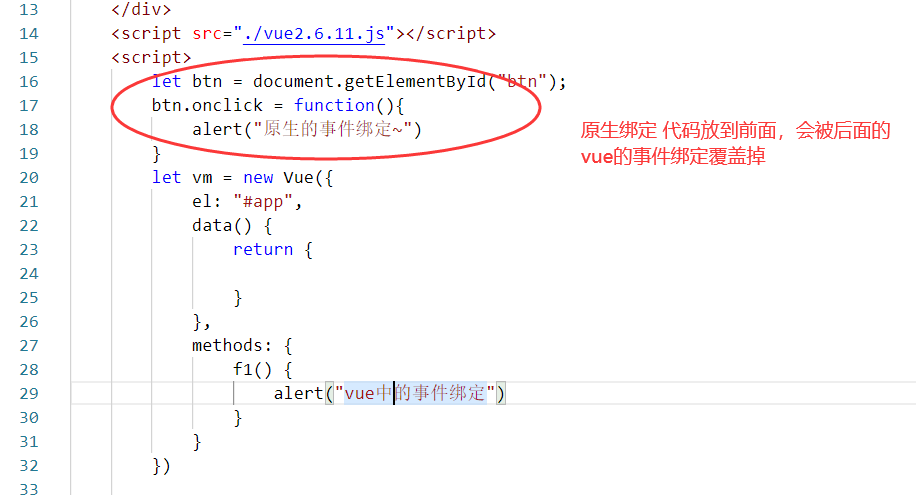 13 </div>
14 <script src="./vue2.6.11.js"></script>
15 <script>
16 let btn = document.getElementById("btn");
17 btn.onclick = function(){
18 alert("原生的事件绑定~")
19 }
20 let vm = new Vue({
21 el: "#app",
22 data() {
23 return {
24
25 }
26 },
27 methods: {
28 f1() {
29 alert("vue中的事件绑定")
30 }
31 }
32 })
33
原生绑定 代码放到前面，会被后面的
vue的事件绑定覆盖掉